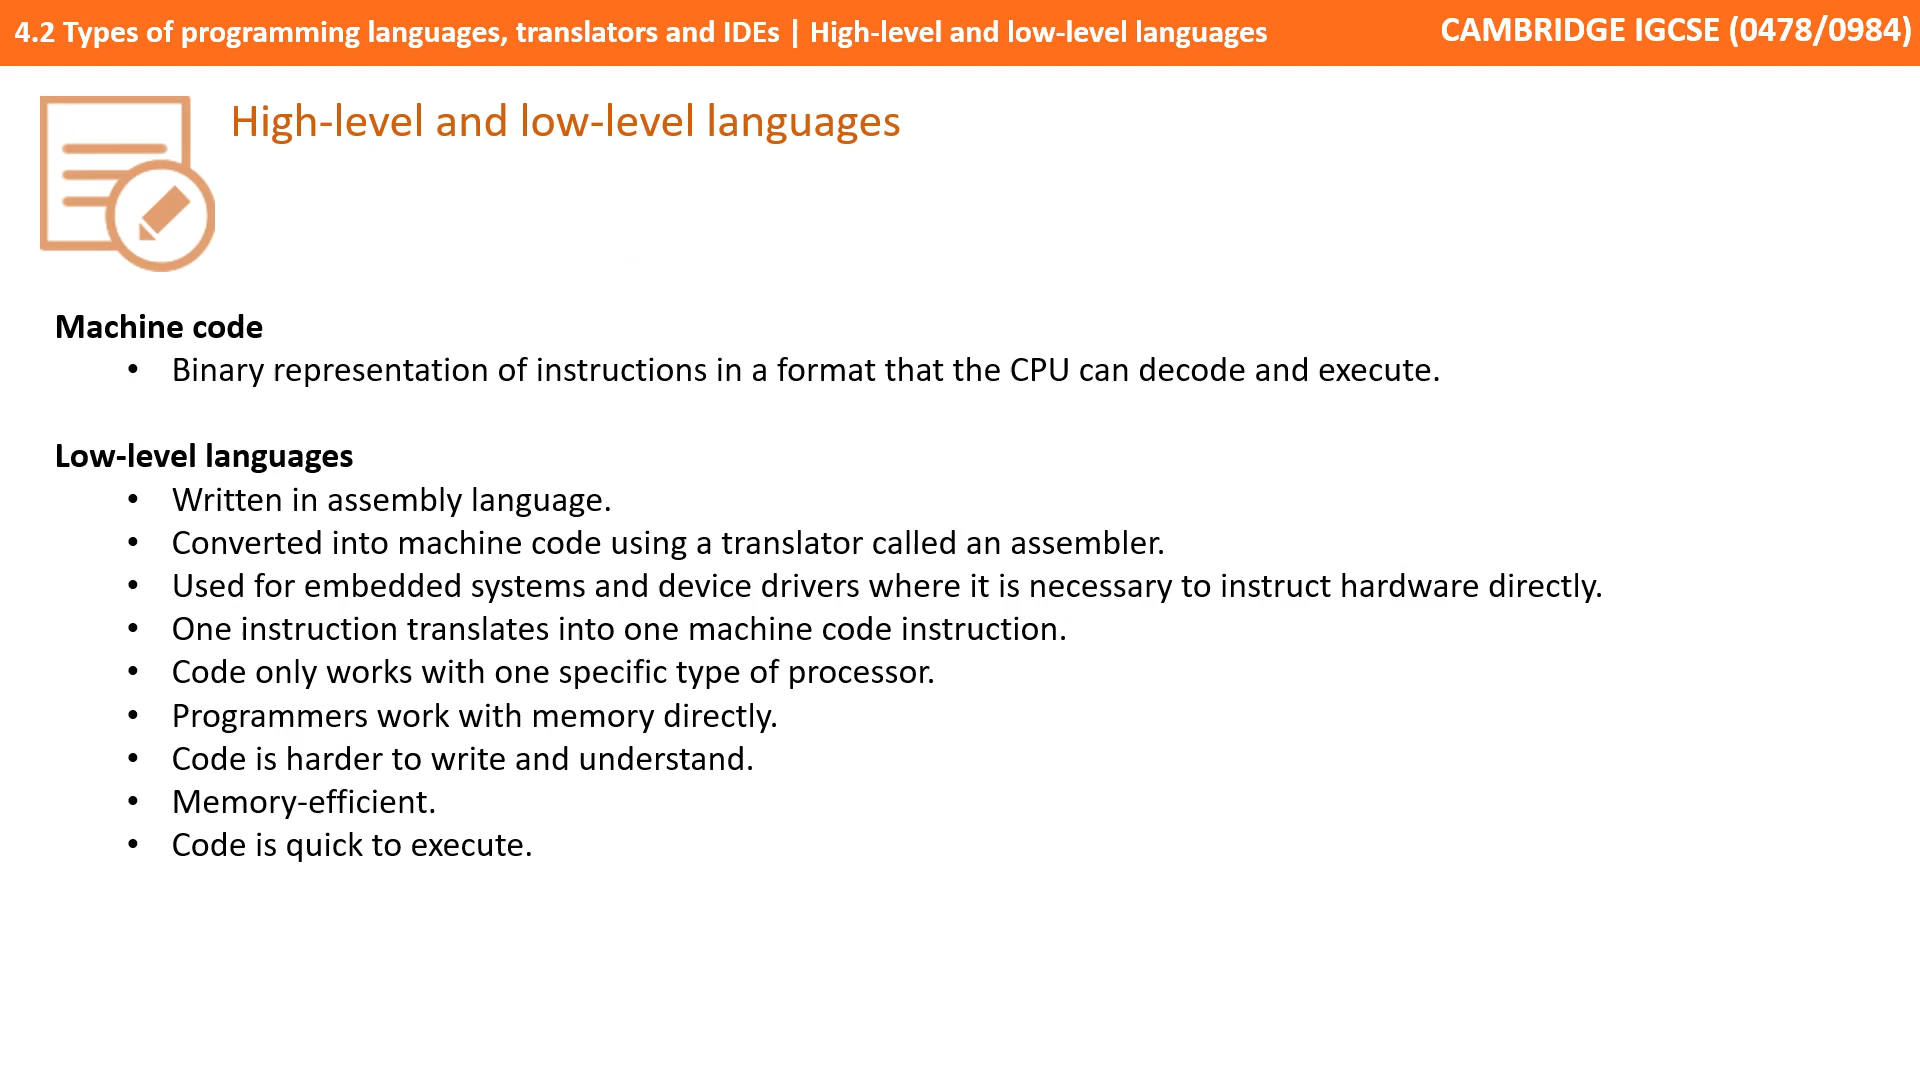 4.2 Types of programming languages, translators and IDEs | High-level and low-level languages
CAMBRIDGE IGCSE (0478/0984)
High-level and low-level languages
Machine code
• Binary representation of instructions in a format that the CPU can decode and execute.
Low-level languages
• Written in assembly language.
• Converted into machine code using a translator called an assembler.
• Used for embedded systems and device drivers where it is necessary to instruct hardware directly.
• One instruction translates into one machine code instruction.
• Code only works with one specific type of processor.
• Programmers work with memory directly.
• Code is harder to write and understand.
• Memory-efficient.
• Code is quick to execute.